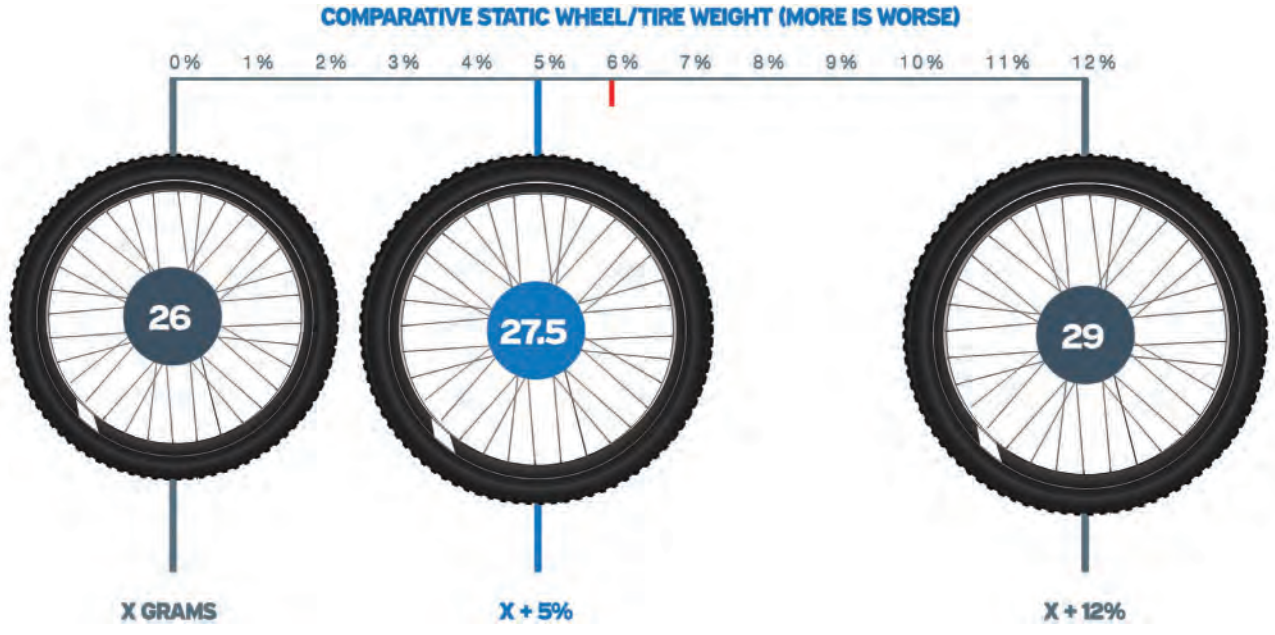 COMPARATIVE STATIC WHEEL/TIRE WEIGHT (MORE IS WORSE)
0% 1% 2% 3% 4% 5% 6% 7% 8% 9% 10% 11% 12%
26 27.5 29
X GRAMS X + 5% X + 12%